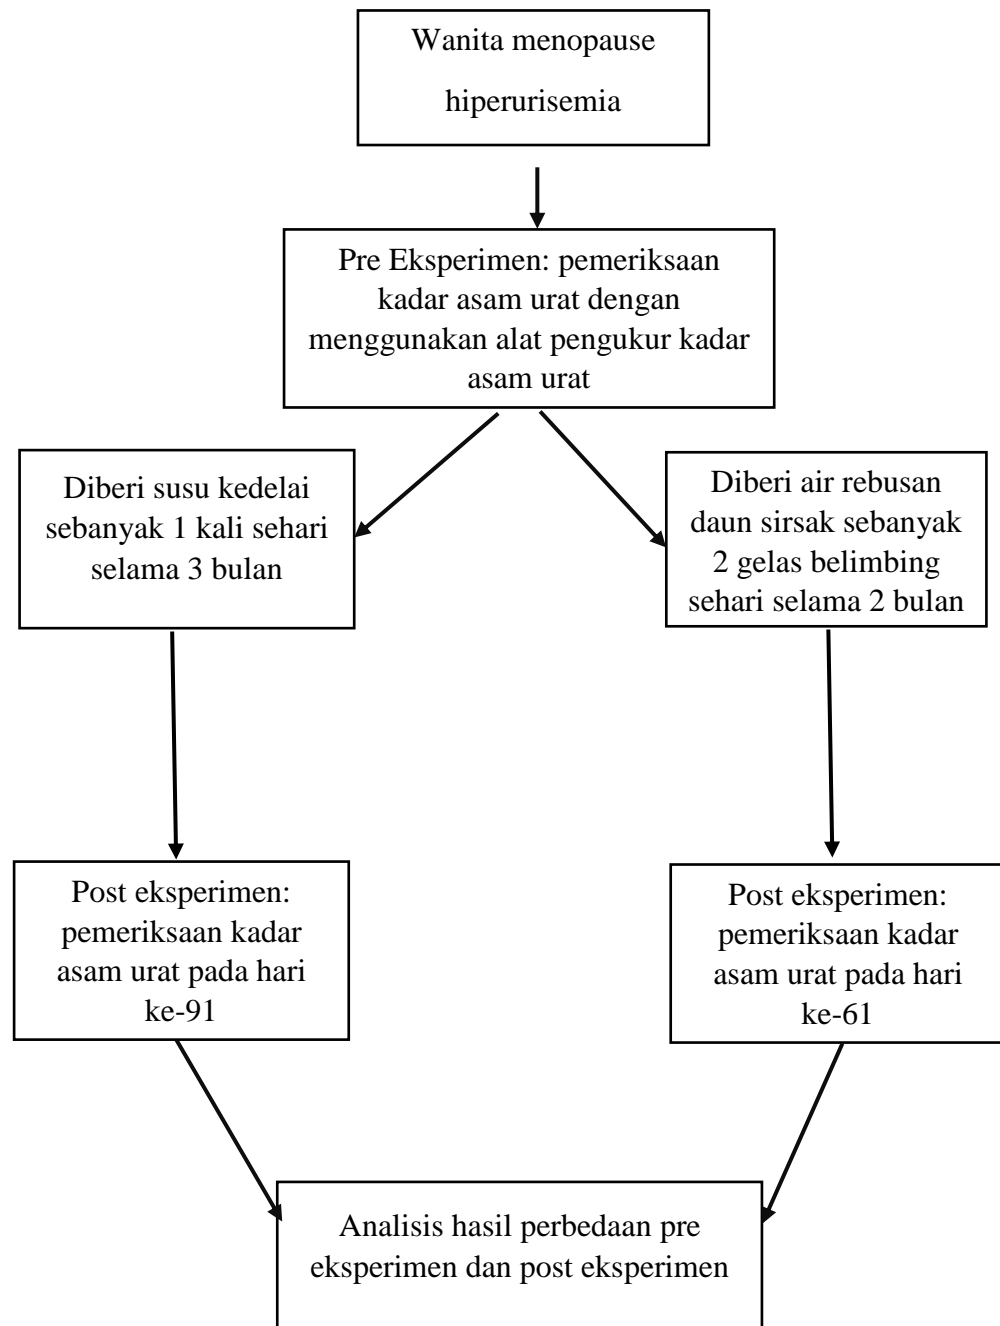 Wanita menopause
hiperurisemia
Pre Eksperimen: pemeriksaan
kadar asam urat dengan
menggunakan alat pengukur kadar
asam urat
Diberi susu kedelai
sebanyak 1 kali sehari
selama 3 bulan
Diberi air rebusan
daun sirsak sebanyak
2 gelas belimbing
sehari selama 2 bulan
Post eksperimen:
pemeriksaan kadar
asam urat pada hari
ke-91
Post eksperimen:
pemeriksaan kadar
asam urat pada hari
ke-61
Analisis hasil perbedaan pre
eksperimen dan post eksperimen